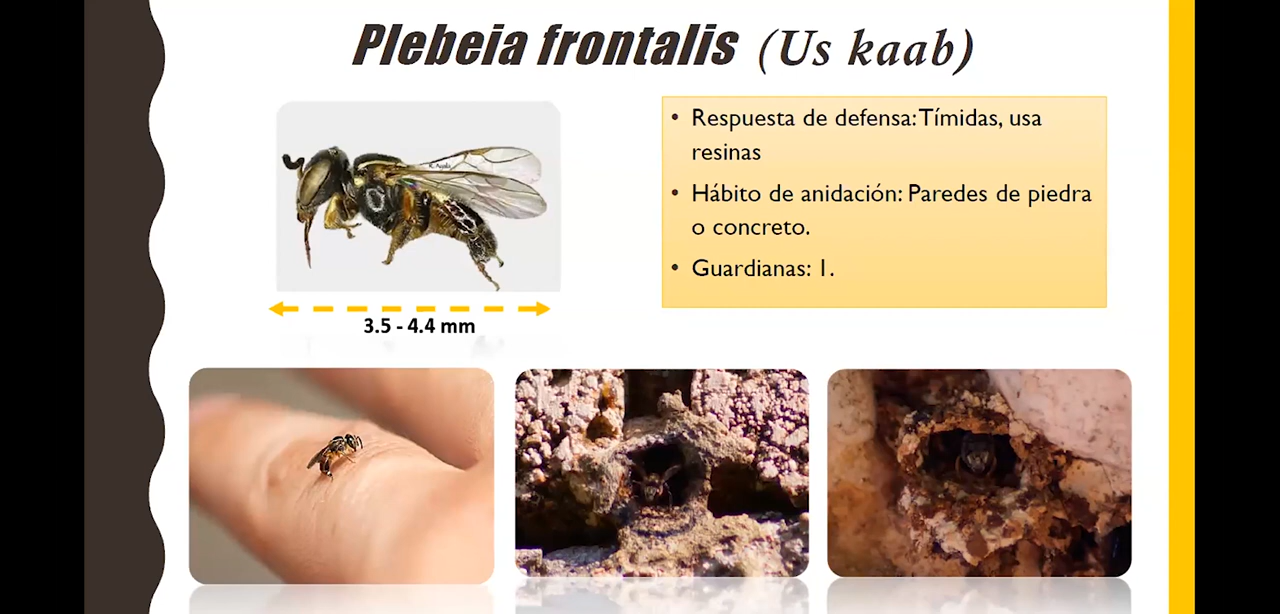 Plebeia frontalis (Us kaab)
• Respuesta de defensa: Tímidas, usa
resinas
• Hábito de anidación: Paredes de piedra
o concreto.
• Guardianas: 1.
3.5 - 4.4 mm